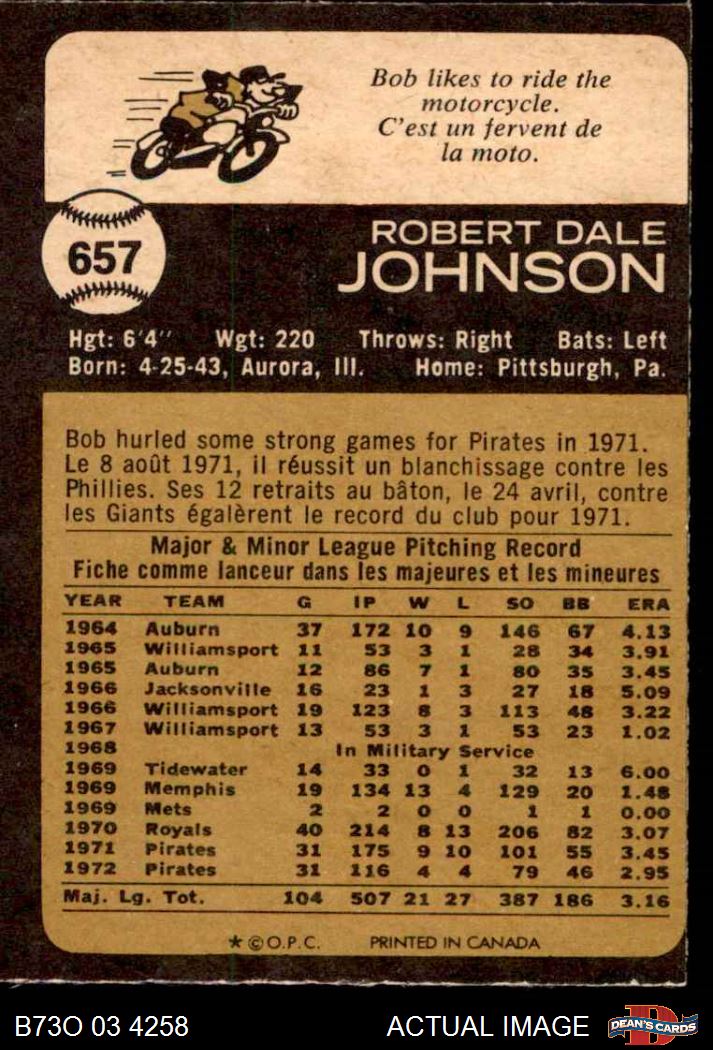 Bob likes to ride the
motorcycle.
C'est un fervent de
la moto.
657
ROBERT DALE
JOHNSON
Hgt: 6'4" Wgt: 220 Throws: Right Bats: Left
Born: 4-25-43, Aurora, Ill. Home: Pittsburgh, Pa.
Bob hurled some strong games for Pirates in 1971.
Le 8 août 1971, il réussit un blanchissage contre les
Phillies. Ses 12 retraits au bâton, le 24 avril, contre
les Giants égalèrent le record du club pour 1971.
Major & Minor League Pitching Record
Fiche comme lanceur dans les majeures et les mineures
YEAR TEAM G IP W L SO BB ERA
1964 Auburn 37 172 10 9 146 67 4.13
1965 Williamsport 11 53 3 1 28 34 3.91
1965 Auburn 12 86 7 1 80 35 3.45
1966 Jacksonville 16 23 1 3 27 18 5.09
1966 Williamsport 19 123 8 3 113 48 3.22
1967 Williamsport 13 53 3 1 53 23 1.02
1968 In Military Service
1969 Tidewater 14 33 0 1 32 13 6.00
1969 Memphis 19 134 13 4 129 20 1.48
1969 Mets 2 2 0 0 1 1 0.00
1970 Royals 40 214 8 13 206 82 3.07
1971 Pirates 31 175 9 10 101 55 3.45
1972 Pirates 31 116 4 4 79 46 2.95
Maj. Lg. Tot. 104 507 21 27 387 186 3.16
★ © O.P.C. PRINTED IN CANADA
B73O 03 4258 ACTUAL IMAGE DEAN'S CARDS